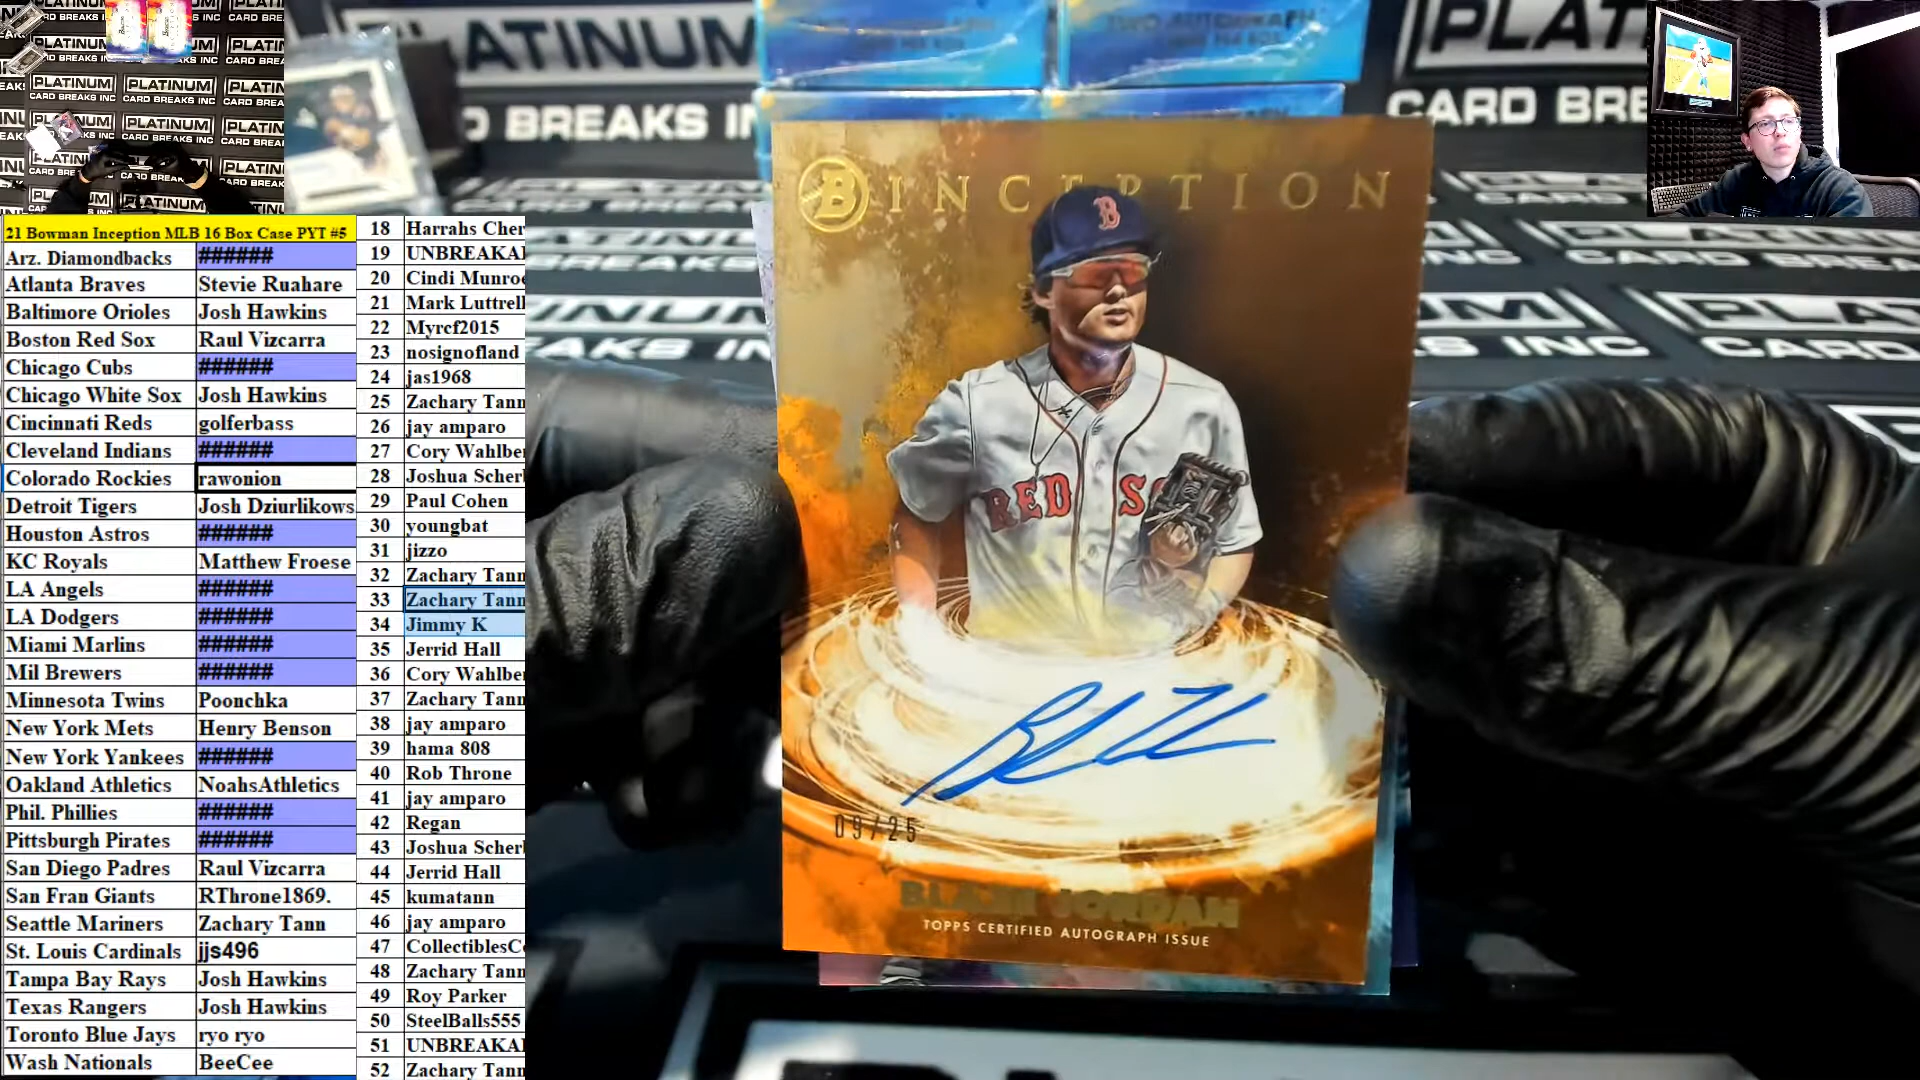 21 Bowman Inception MLB 16 Box Case PYT #5
Arz. Diamondbacks ######
Atlanta Braves Stevie Ruahare
Baltimore Orioles Josh Hawkins
Boston Red Sox Raul Vizcarra
Chicago Cubs ######
Chicago White Sox Josh Hawkins
Cincinnati Reds golferbass
Cleveland Indians ######
Colorado Rockies rawonion
Detroit Tigers Josh Dziurlikows
Houston Astros ######
KC Royals Matthew Froese
LA Angels ######
LA Dodgers ######
Miami Marlins ######
Mil Brewers ######
Minnesota Twins Poonchka
New York Mets Henry Benson
New York Yankees ######
Oakland Athletics NoahsAthletics
Phil. Phillies ######
Pittsburgh Pirates ######
San Diego Padres Raul Vizcarra
San Fran Giants RThrone1869.
Seattle Mariners Zachary Tann
St. Louis Cardinals jjs496
Tampa Bay Rays Josh Hawkins
Texas Rangers Josh Hawkins
Toronto Blue Jays ryo ryo
Wash Nationals BeeCee
18 Harrahs Cher
19 UNBREAKA
20 Cindi Munroe
21 Mark Luttrell
22 Myrcf2015
23 nosignofland
24 jas1968
25 Zachary Tann
26 jay amparo
27 Cory Wahlbe
28 Joshua Scher
29 Paul Cohen
30 youngbat
31 jizzo
32 Zachary Tann
33 Zachary Tann
34 Jimmy K
35 Jerrid Hall
36 Cory Wahlbe
37 Zachary Tann
38 jay amparo
39 hama 808
40 Rob Throne
41 jay amparo
42 Regan
43 Joshua Scher
44 Jerrid Hall
45 kumatann
46 jay amparo
47 CollectiblesC
48 Zachary Tann
49 Roy Parker
50 SteelBalls555
51 UNBREAKA
52 Zachary Tann
PLATINUM
CARD BREAKS INC
TWO AUTOGRAPH
B INCEPTION
B
RED S
09/25
BLAZE JORDAN
TOPPS CERTIFIED AUTOGRAPH ISSUE
PLATINUM
CARD BREAKS INC